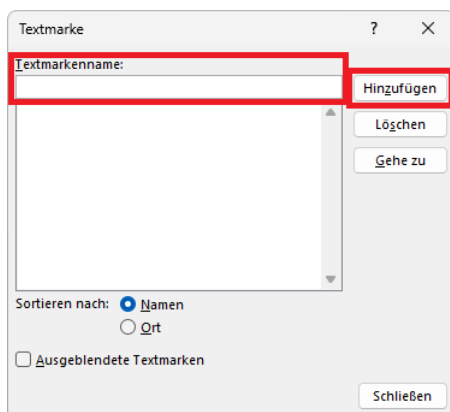 Textmarke ?
Textmarkenname:
Hinzufügen
Löschen
Gehe zu
Sortieren nach: Namen
Ort
Ausgeblendete Textmarken
Schließen